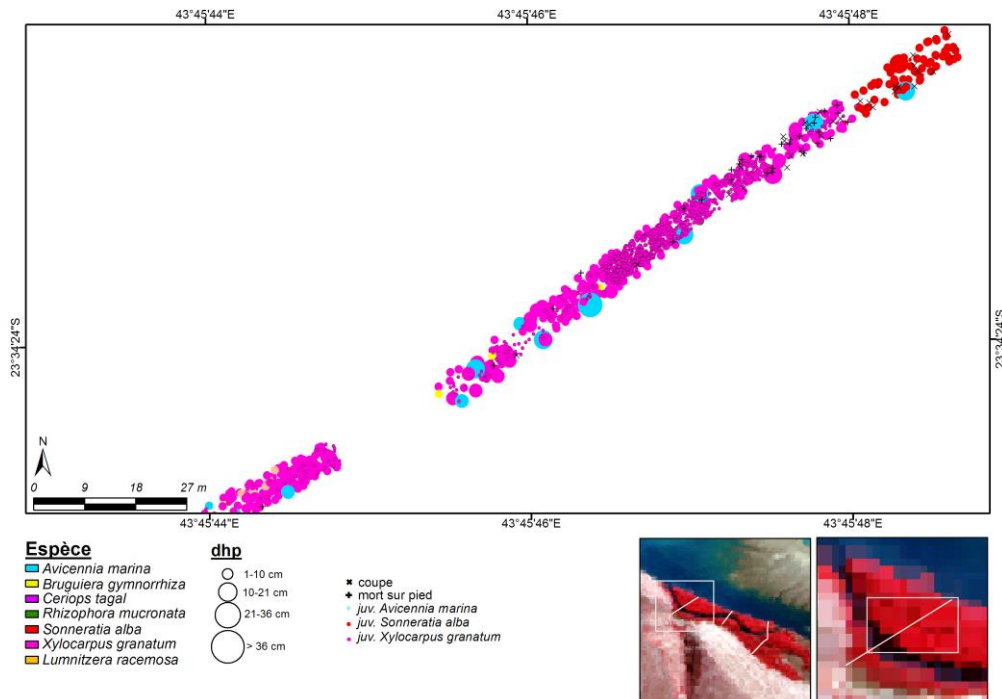 43°45'44"E 43°45'46"E 43°45'48"E
23°34'24"S 23°34'24"S
N
0 9 18 27 m
43°45'44"E 43°45'46"E 43°45'48"E
Espèce
Avicennia marina
Bruguiera gymnorrhiza
Ceriops tagal
Rhizophora mucronata
Sonneratia alba
Xylocarpus granatum
Lumnitzera racemosa
dhp
1-10 cm
10-21 cm
21-36 cm
> 36 cm
coupe
mort sur pied
juv. Avicennia marina
juv. Sonneratia alba
juv. Xylocarpus granatum